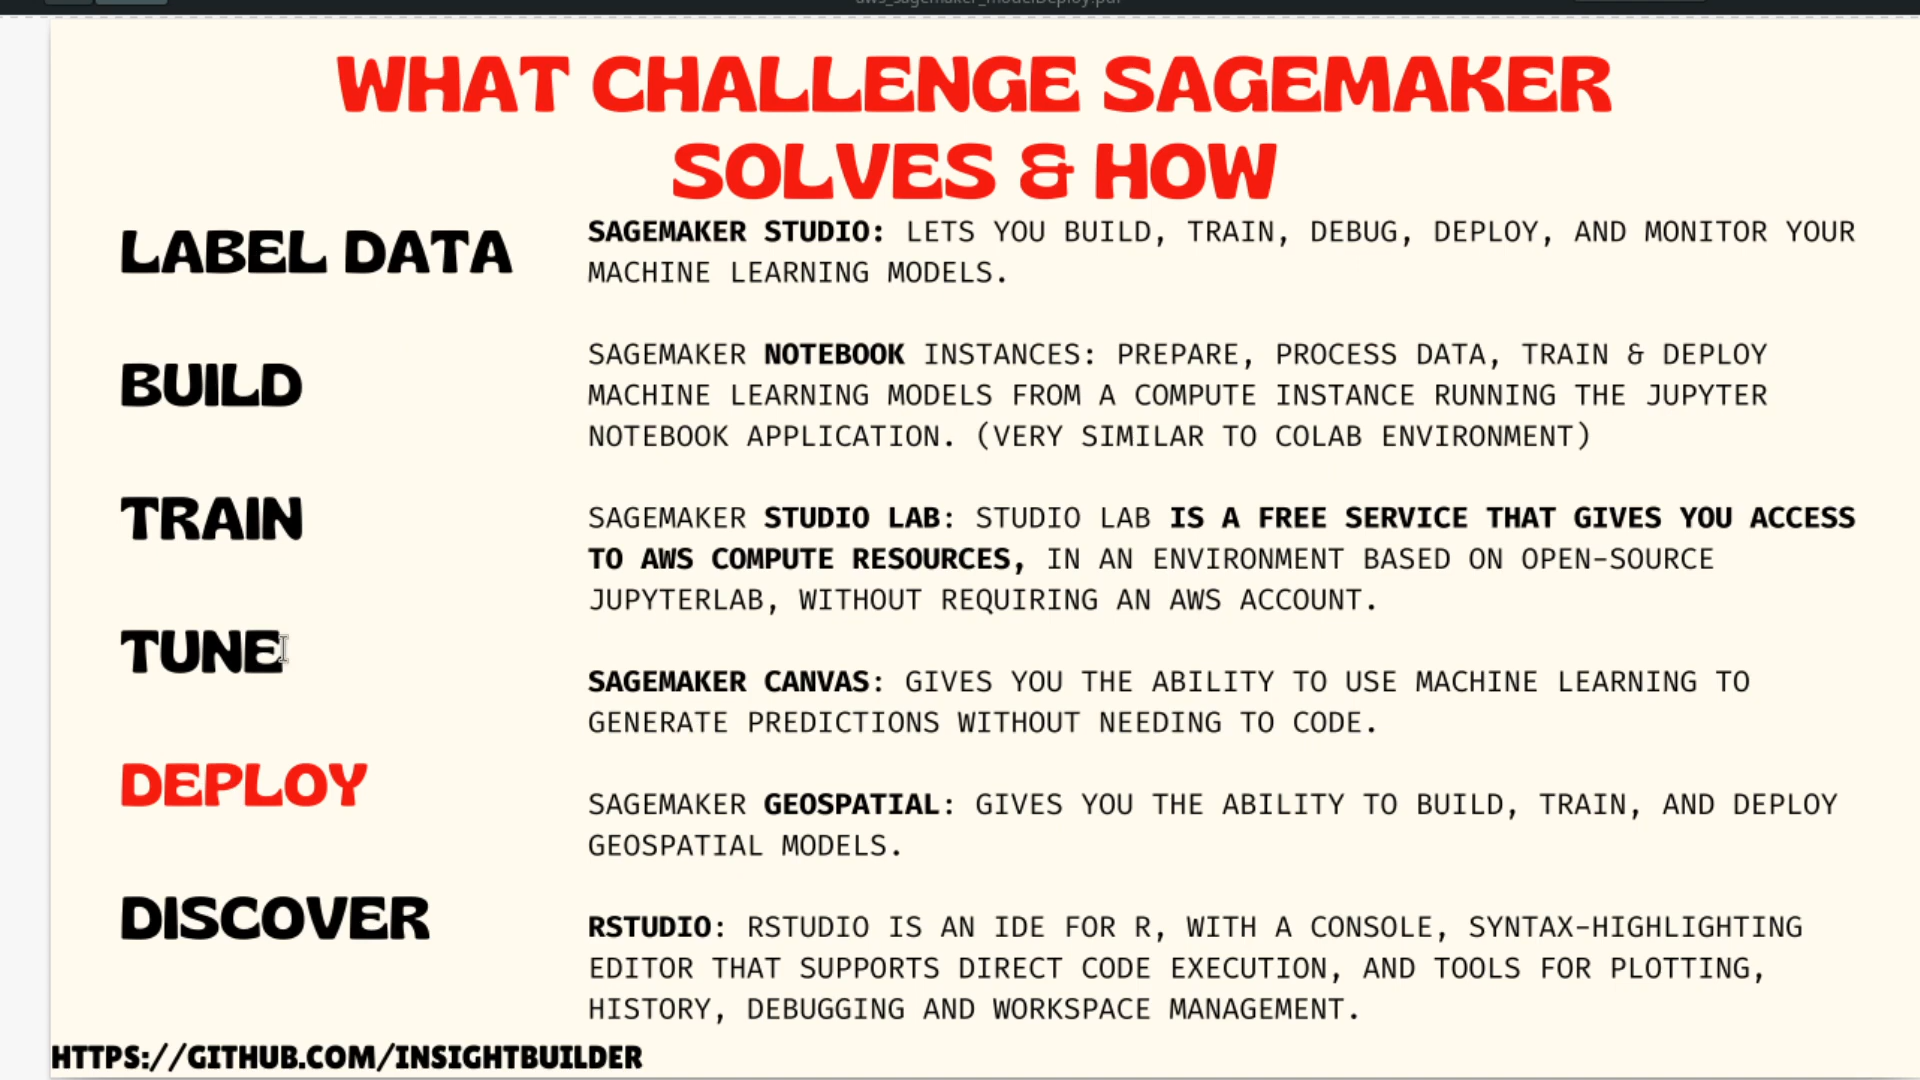 aws_sagemaker_modelDeploy.pdf
WHAT CHALLENGE SAGEMAKER
SOLVES & HOW
LABEL DATA
BUILD
TRAIN
TUNE
DEPLOY
DISCOVER
SAGEMAKER STUDIO: LETS YOU BUILD, TRAIN, DEBUG, DEPLOY, AND MONITOR YOUR
MACHINE LEARNING MODELS.
SAGEMAKER NOTEBOOK INSTANCES: PREPARE, PROCESS DATA, TRAIN & DEPLOY
MACHINE LEARNING MODELS FROM A COMPUTE INSTANCE RUNNING THE JUPYTER
NOTEBOOK APPLICATION. (VERY SIMILAR TO COLAB ENVIRONMENT)
SAGEMAKER STUDIO LAB: STUDIO LAB IS A FREE SERVICE THAT GIVES YOU ACCESS
TO AWS COMPUTE RESOURCES, IN AN ENVIRONMENT BASED ON OPEN-SOURCE
JUPYTERLAB, WITHOUT REQUIRING AN AWS ACCOUNT.
SAGEMAKER CANVAS: GIVES YOU THE ABILITY TO USE MACHINE LEARNING TO
GENERATE PREDICTIONS WITHOUT NEEDING TO CODE.
SAGEMAKER GEOSPATIAL: GIVES YOU THE ABILITY TO BUILD, TRAIN, AND DEPLOY
GEOSPATIAL MODELS.
RSTUDIO: RSTUDIO IS AN IDE FOR R, WITH A CONSOLE, SYNTAX-HIGHLIGHTING
EDITOR THAT SUPPORTS DIRECT CODE EXECUTION, AND TOOLS FOR PLOTTING,
HISTORY, DEBUGGING AND WORKSPACE MANAGEMENT.
HTTPS://GITHUB.COM/INSIGHTBUILDER